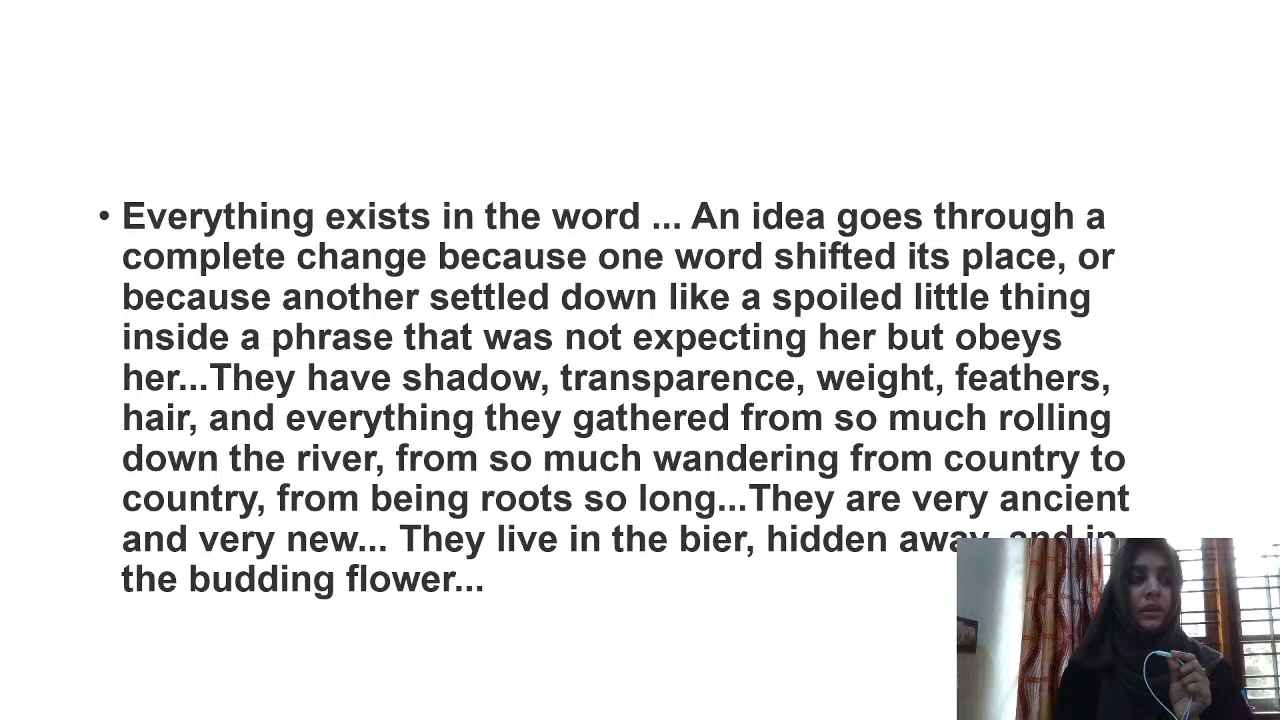 • Everything exists in the word ... An idea goes through a
complete change because one word shifted its place, or
because another settled down like a spoiled little thing
inside a phrase that was not expecting her but obeys
her...They have shadow, transparence, weight, feathers,
hair, and everything they gathered from so much rolling
down the river, from so much wandering from country to
country, from being roots so long...They are very ancient
and very new... They live in the bier, hidden away, and in
the budding flower...